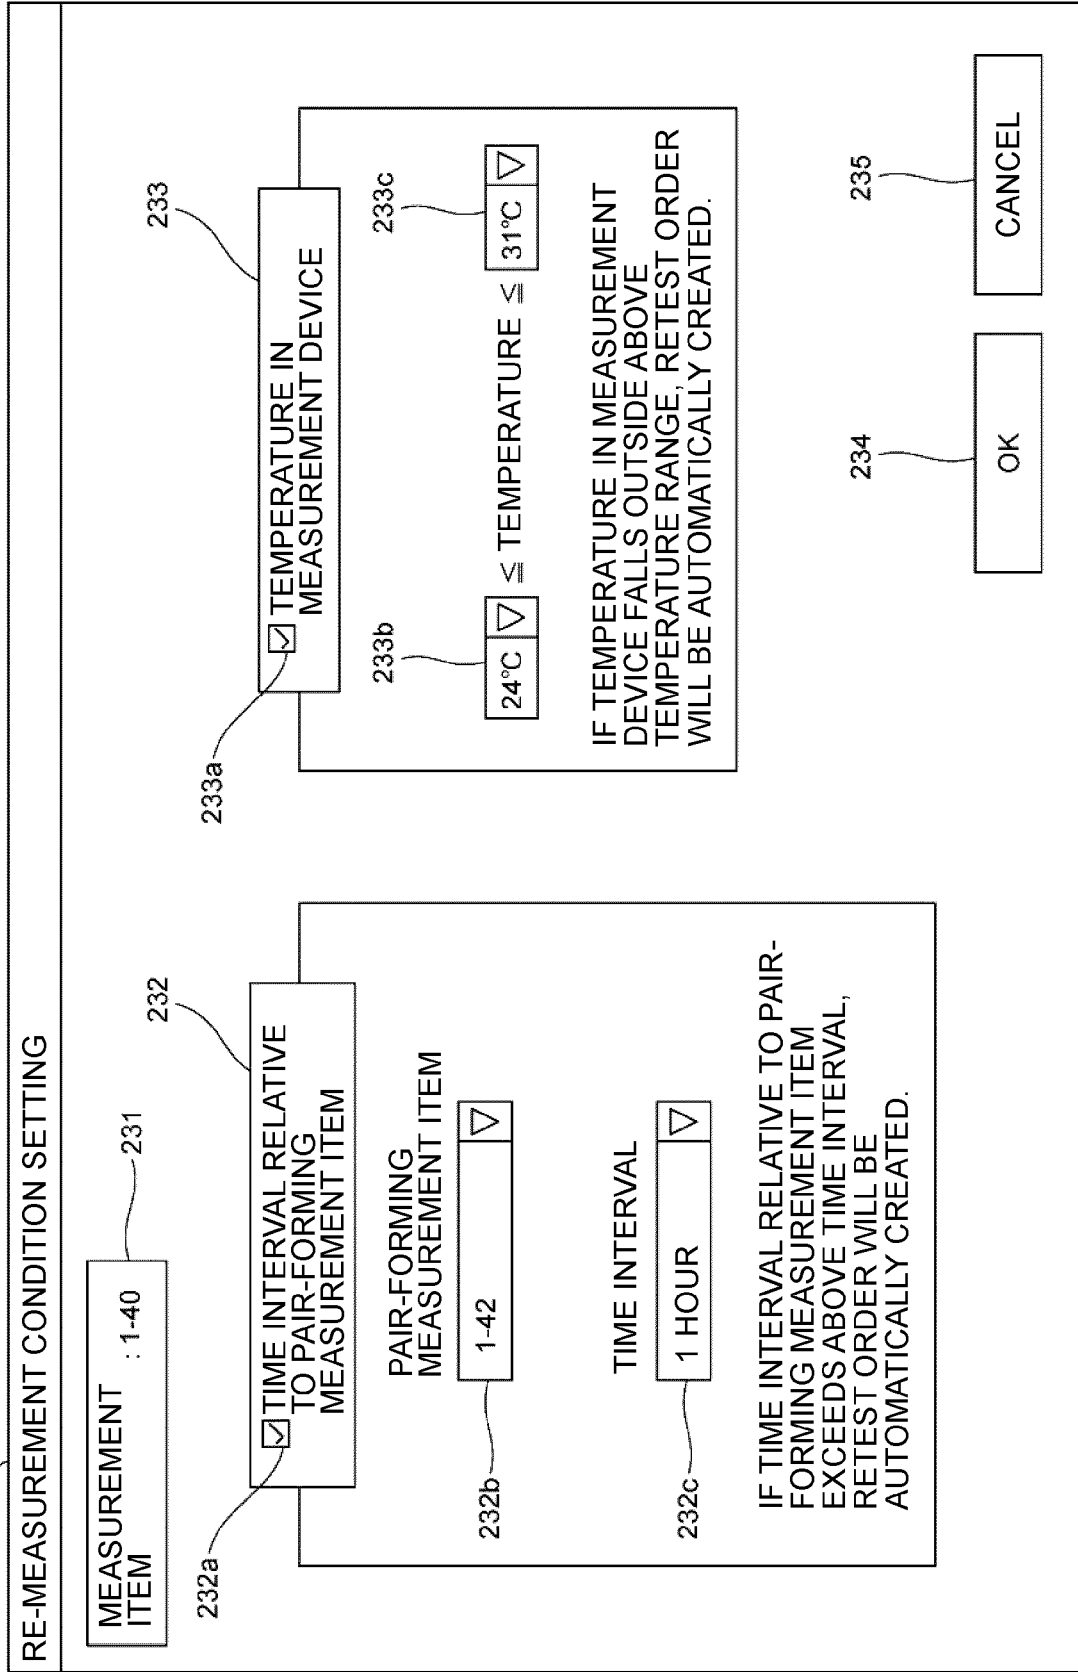 RE-MEASUREMENT CONDITION SETTING
MEASUREMENT
ITEM
: 1-40
231
232
232a
TIME INTERVAL RELATIVE
TO PAIR-FORMING
MEASUREMENT ITEM
PAIR-FORMING
MEASUREMENT ITEM
232b
1-42
TIME INTERVAL
232c
1 HOUR
IF TIME INTERVAL RELATIVE TO PAIR-
FORMING MEASUREMENT ITEM
EXCEEDS ABOVE TIME INTERVAL,
RETEST ORDER WILL BE
AUTOMATICALLY CREATED.
233
233a
TEMPERATURE IN
MEASUREMENT DEVICE
233b
233c
24°C ≦ TEMPERATURE ≦ 31°C
IF TEMPERATURE IN MEASUREMENT
DEVICE FALLS OUTSIDE ABOVE
TEMPERATURE RANGE, RETEST ORDER
WILL BE AUTOMATICALLY CREATED.
234
235
OK
CANCEL